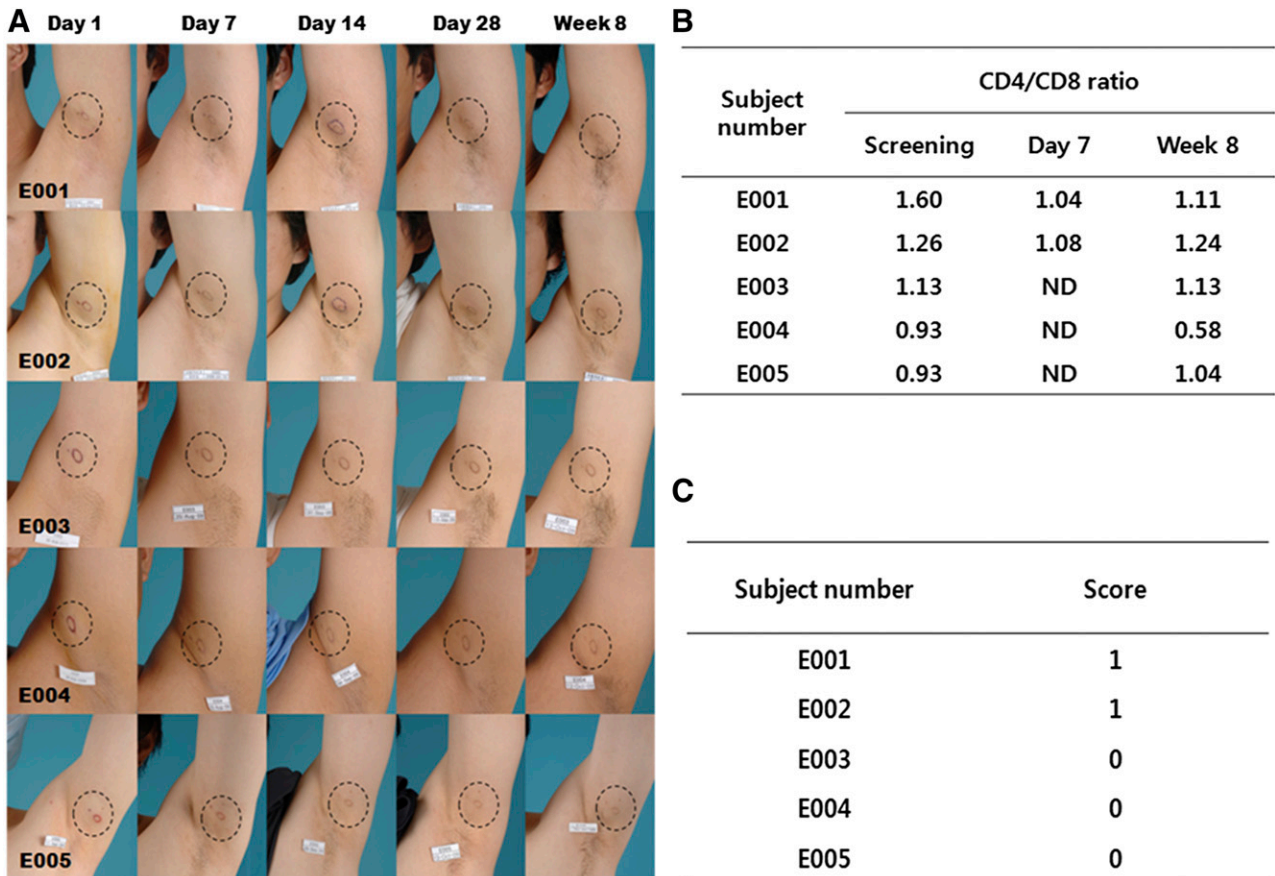 A
Day 1 Day 7 Day 14 Day 28 Week 8
E001
E002
E003
E004
E005
B
Subject number CD4/CD8 ratio
Screening Day 7 Week 8
E001 1.60 1.04 1.11
E002 1.26 1.08 1.24
E003 1.13 ND 1.13
E004 0.93 ND 0.58
E005 0.93 ND 1.04
C
Subject number Score
E001 1
E002 1
E003 0
E004 0
E005 0